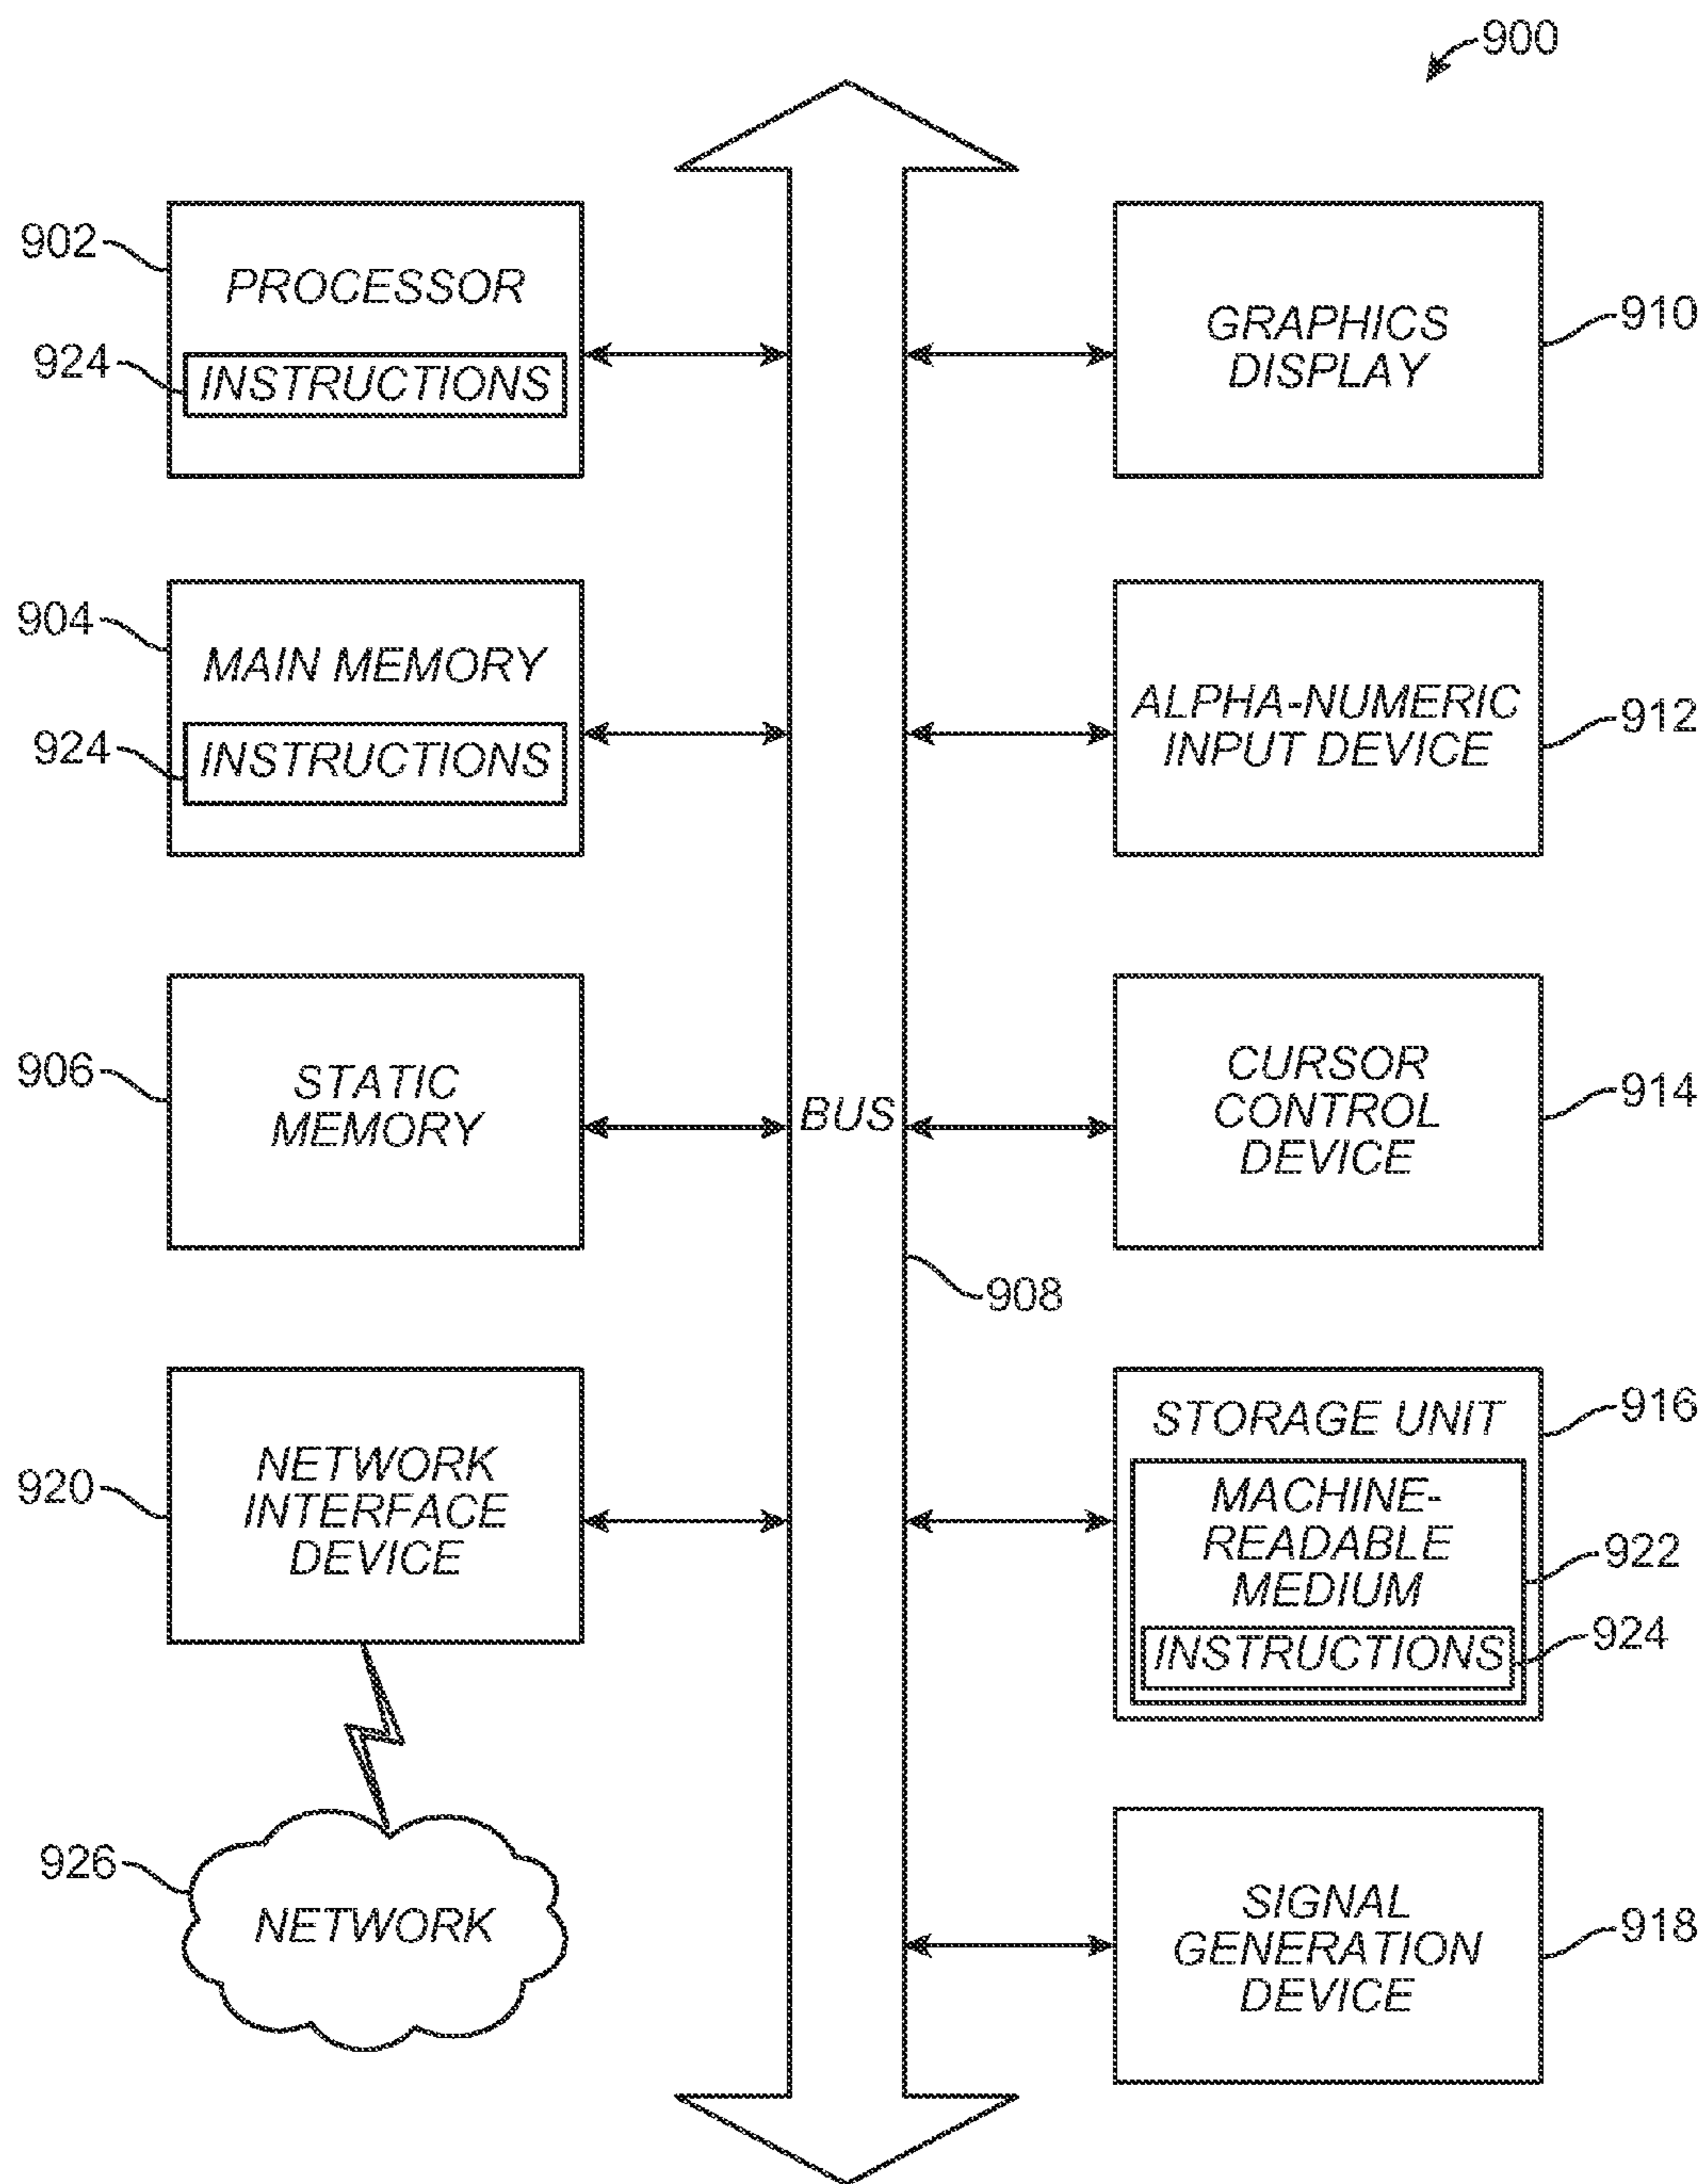 900
902
PROCESSOR
924
INSTRUCTIONS
GRAPHICS
DISPLAY
910
904
MAIN MEMORY
924
INSTRUCTIONS
ALPHA-NUMERIC
INPUT DEVICE
912
906
STATIC
MEMORY
BUS
908
CURSOR
CONTROL
DEVICE
914
920
NETWORK
INTERFACE
DEVICE
STORAGE UNIT
916
MACHINE-
READABLE
MEDIUM
922
INSTRUCTIONS
924
926
NETWORK
SIGNAL
GENERATION
DEVICE
918